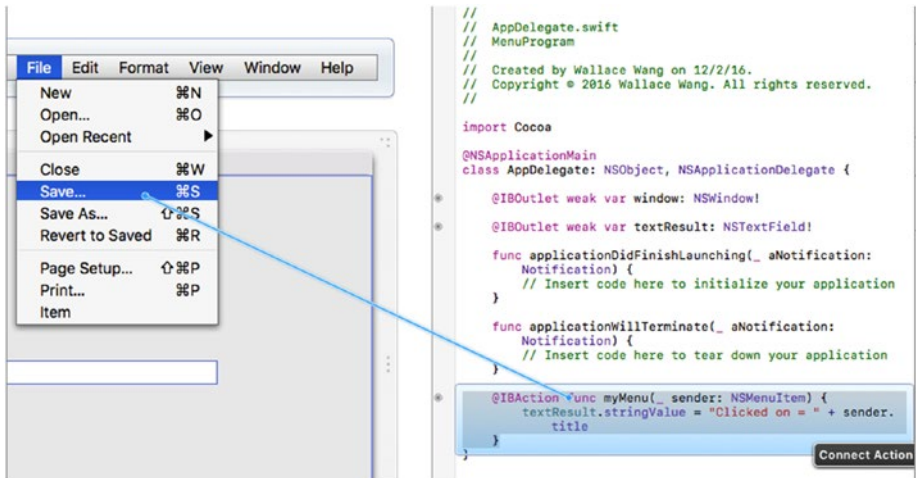 File Edit Format View Window Help
New ⌘N
Open... ⌘O
Open Recent ▶
Close ⌘W
Save... ⌘S
Save As... ⇧⌘S
Revert to Saved ⌘R
Page Setup... ⇧⌘P
Print... ⌘P
Item
//
// AppDelegate.swift
// MenuProgram
//
// Created by Wallace Wang on 12/2/16.
// Copyright © 2016 Wallace Wang. All rights reserved.
//
import Cocoa
@NSApplicationMain
class AppDelegate: NSObject, NSApplicationDelegate {
@IBOutlet weak var window: NSWindow!
@IBOutlet weak var textResult: NSTextField!
func applicationDidFinishLaunching(_ aNotification:
Notification) {
// Insert code here to initialize your application
}
func applicationWillTerminate(_ aNotification:
Notification) {
// Insert code here to tear down your application
}
@IBAction func myMenu(_ sender: NSMenuItem) {
textResult.stringValue = "Clicked on = " + sender.
title
}
}
Connect Action